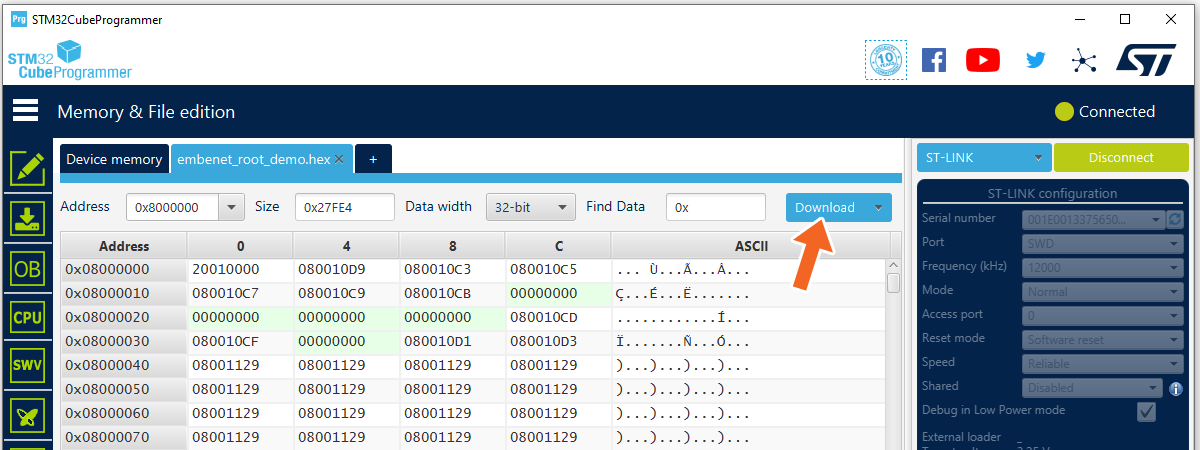 Prg STM32CubeProgrammer
STM32
CubeProgrammer
10
YEARS
Memory & File edition
Connected
Device memory embenet_root_demo.hex × +
ST-LINK Disconnect
Address 0x8000000 Size 0x27FE4 Data width 32-bit Find Data 0x Download
ST-LINK configuration
Serial number 001E0013375650...
Port SWD
Frequency (kHz) 12000
Mode Normal
Access port 0
Reset mode Software reset
Speed Reliable
Shared Disabled
Debug in Low Power mode
External loader _
OB
CPU
SWV
Address 0 4 8 C ASCII
0x08000000 20010000 080010D9 080010C3 080010C5 ... Ù...Ã...Å...
0x08000010 080010C7 080010C9 080010CB 00000000 Ç...É...Ë.......
0x08000020 00000000 00000000 00000000 080010CD ............Í...
0x08000030 080010CF 00000000 080010D1 080010D3 Ï.......Ñ...Ó...
0x08000040 08001129 08001129 08001129 08001129 )...)...)...)...
0x08000050 08001129 08001129 08001129 08001129 )...)...)...)...
0x08000060 08001129 08001129 08001129 08001129 )...)...)...)...
0x08000070 08001129 08001129 08001129 08001129 )...)...)...)...